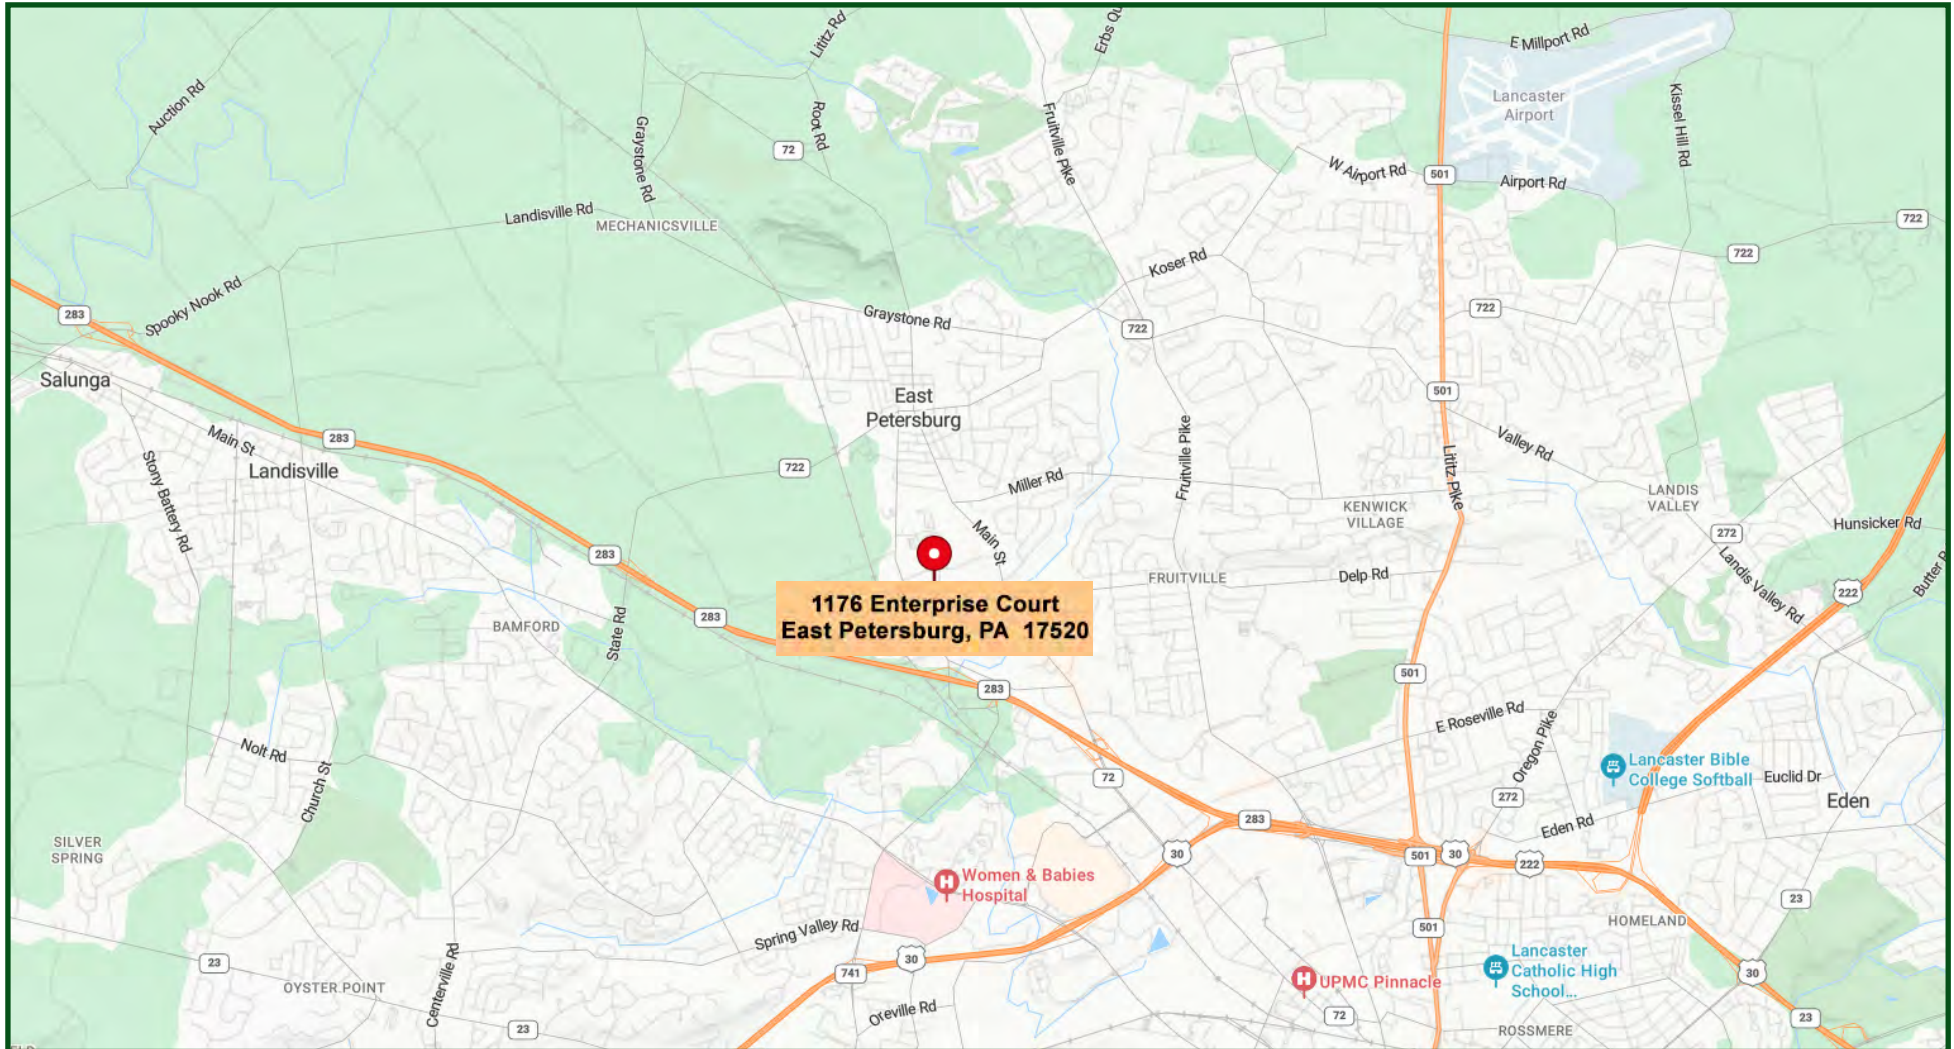 Lititz Rd
Erbs Qu
E Millport Rd
Auction Rd
Lancaster
Airport
Root Rd
Fruitville Pike
Graystone Rd
Kissel Hill Rd
72
W Airport Rd
501
Airport Rd
Landisville Rd
MECHANICSVILLE
722
722
Koser Rd
Spooky Nook Rd
283
Graystone Rd
722
722
Salunga
East
Petersburg
501
Main St
283
Landisville
Stony Battery Rd
722
Miller Rd
Fruitville Pike
Lititz Pike
Valley Rd
KENWICK
VILLAGE
LANDIS
VALLEY
272
Hunsicker Rd
Main St
283
FRUITVILLE
Delp Rd
Landis Valley Rd
222
Butter R
1176 Enterprise Court
East Petersburg, PA 17520
283
BAMFORD
State Rd
501
283
E Roseville Rd
Oregon Pike
Nolt Rd
Church St
72
Lancaster Bible
College Softball
Euclid Dr
Eden
272
283
Eden Rd
SILVER
SPRING
30
501
30
222
Women & Babies
Hospital
23
HOMELAND
501
Spring Valley Rd
30
741
23
OYSTER POINT
Centerville Rd
Lancaster
Catholic High
School...
UPMC Pinnacle
30
Oreville Rd
23
72
23
ROSSMERE